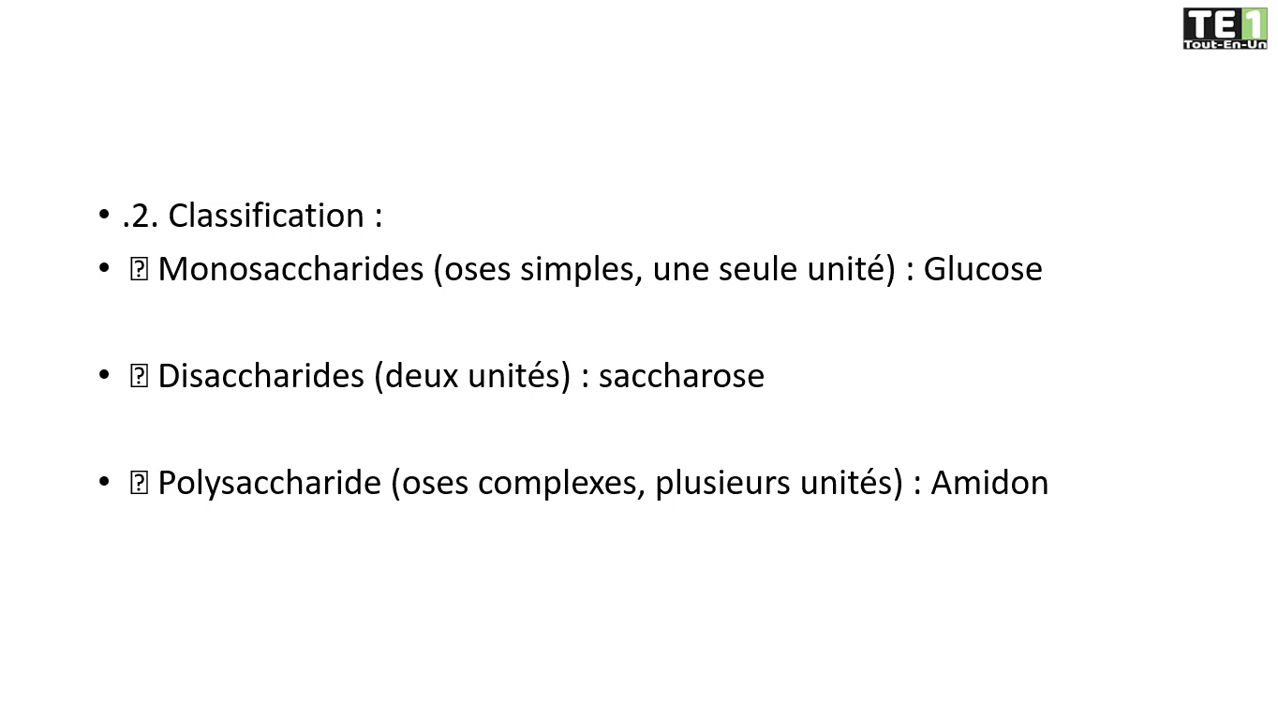 TE1
Tout-En-Un
• .2. Classification :
• 🯄 Monosaccharides (oses simples, une seule unité) : Glucose
• 🯄 Disaccharides (deux unités) : saccharose
• 🯄 Polysaccharide (oses complexes, plusieurs unités) : Amidon